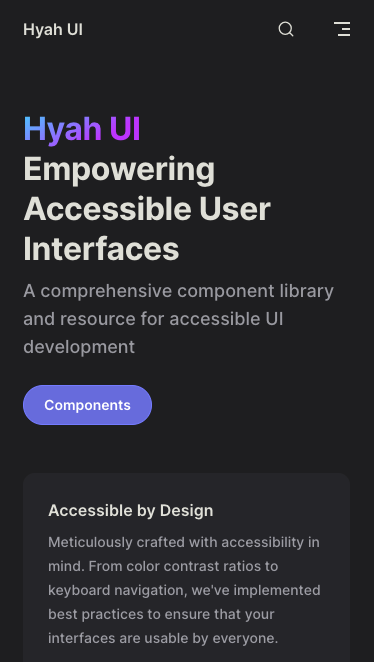 Hyah UI
Hyah UI
Empowering
Accessible User
Interfaces
A comprehensive component library
and resource for accessible UI
development
Components
Accessible by Design
Meticulously crafted with accessibility in
mind. From color contrast ratios to
keyboard navigation, we've implemented
best practices to ensure that your
interfaces are usable by everyone.